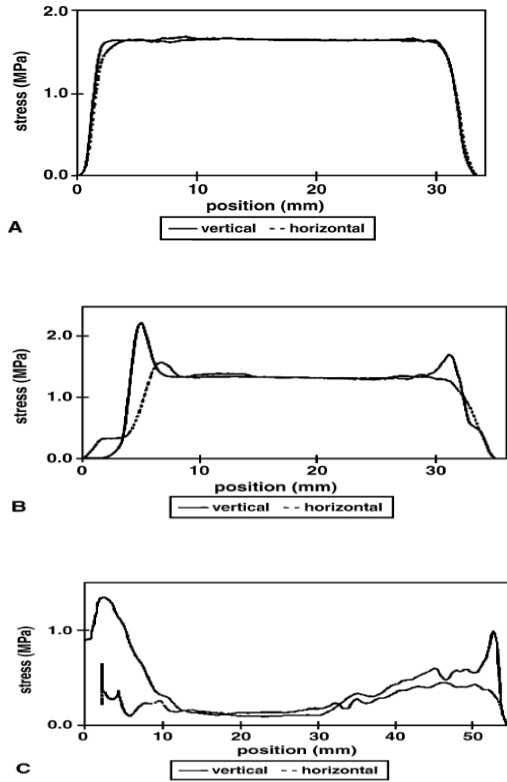 2.0
1.0
0.0
stress (MPa)
0 10 20 30
position (mm)
vertical -- horizontal
A
2.0
1.0
0.0
stress (MPa)
0 10 20 30
position (mm)
vertical -- horizontal
B
1.0
0.0
stress (MPa)
0 10 20 30 40 50
position (mm)
vertical -- horizontal
C